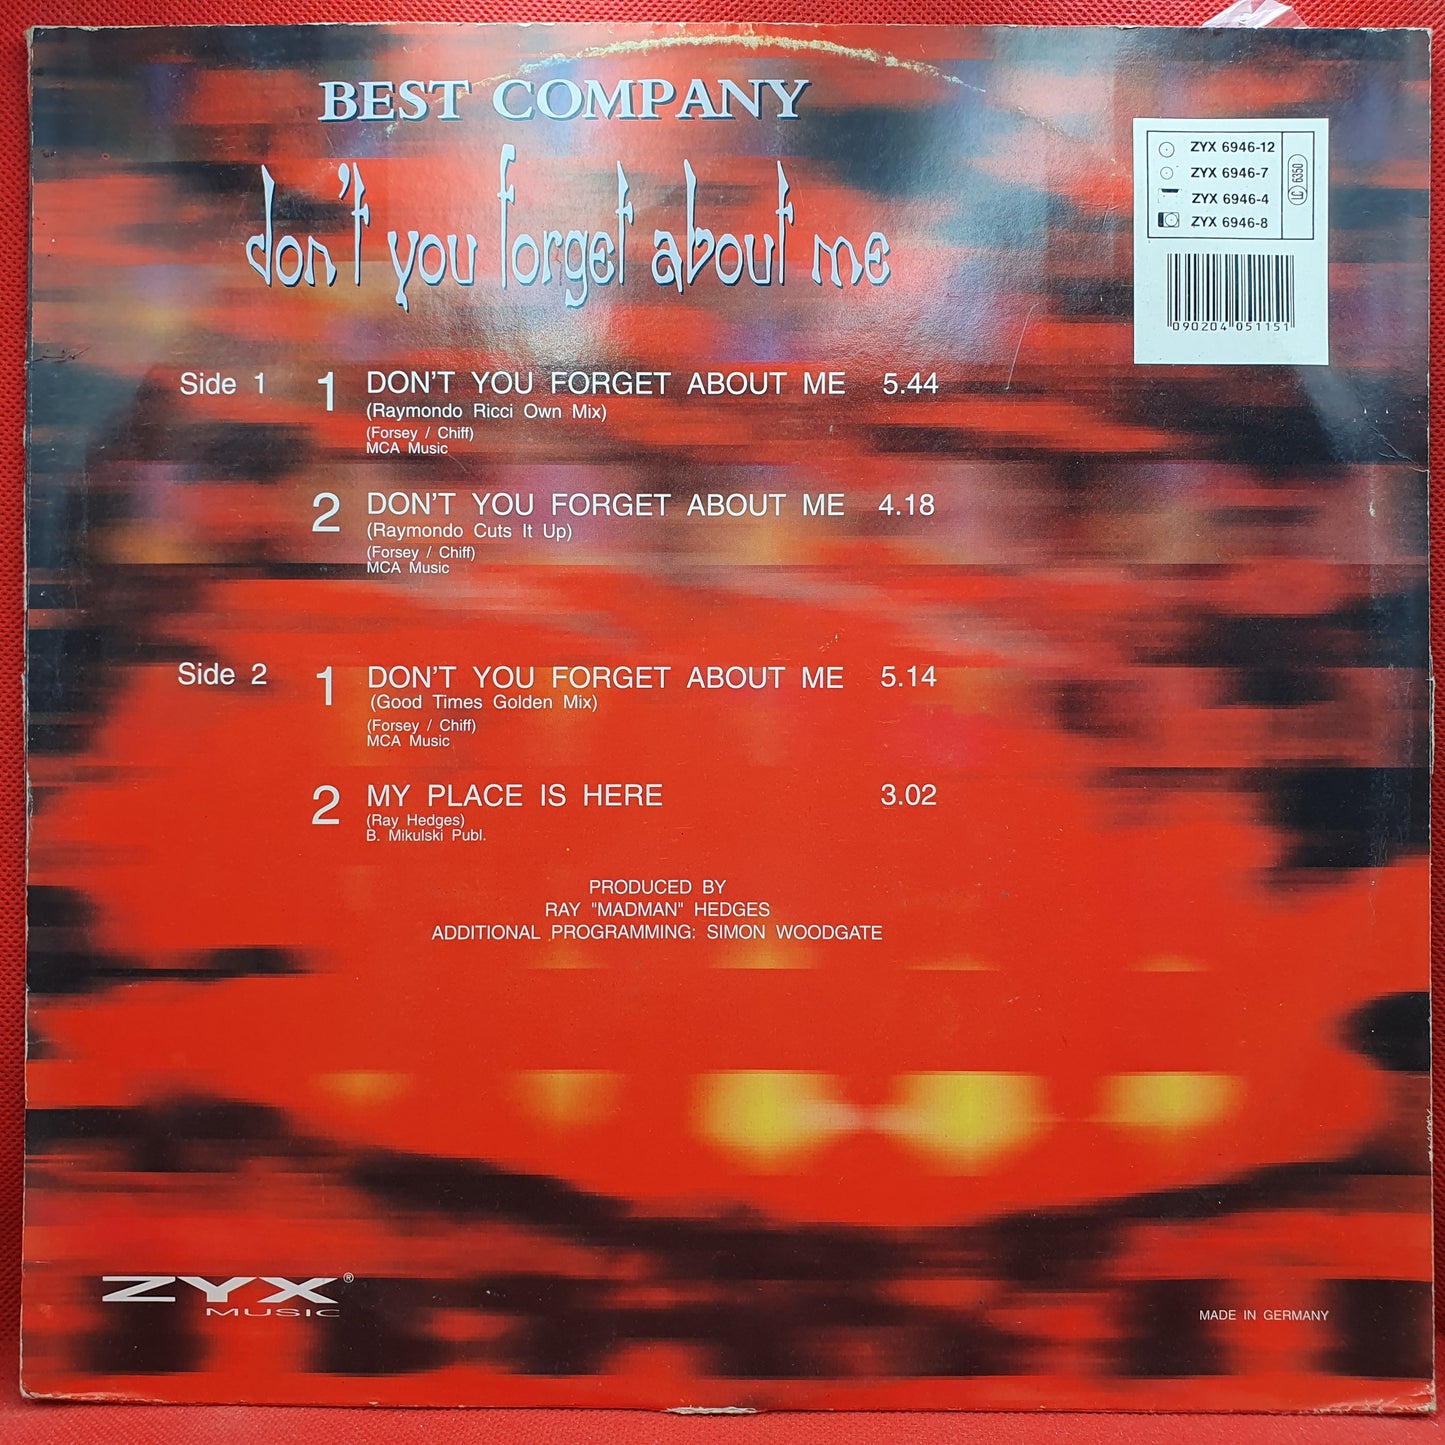 BEST COMPANY
don't you forget about me
ZYX 6946-12
ZYX 6946-7
ZYX 6946-4
ZYX 6946-8
LC 6350
090204 051151
Side 1 1 DON'T YOU FORGET ABOUT ME 5.44
(Raymondo Ricci Own Mix)
(Forsey / Chiff)
MCA Music
2 DON'T YOU FORGET ABOUT ME 4.18
(Raymondo Cuts It Up)
(Forsey / Chiff)
MCA Music
Side 2 1 DON'T YOU FORGET ABOUT ME 5.14
(Good Times Golden Mix)
(Forsey / Chiff)
MCA Music
2 MY PLACE IS HERE 3.02
(Ray Hedges)
B. Mikulski Publ.
PRODUCED BY
RAY "MADMAN" HEDGES
ADDITIONAL PROGRAMMING: SIMON WOODGATE
ZYX®
MUSIC
MADE IN GERMANY